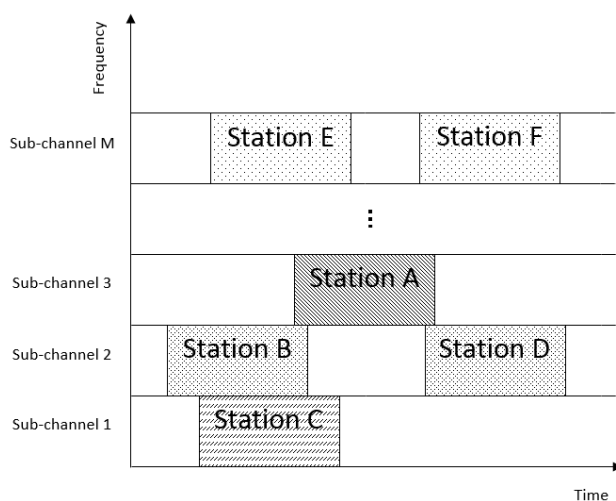 Frequency
Sub-channel M
Station E
Station F
...
Sub-channel 3
Station A
Sub-channel 2
Station B
Station D
Sub-channel 1
Station C
Time